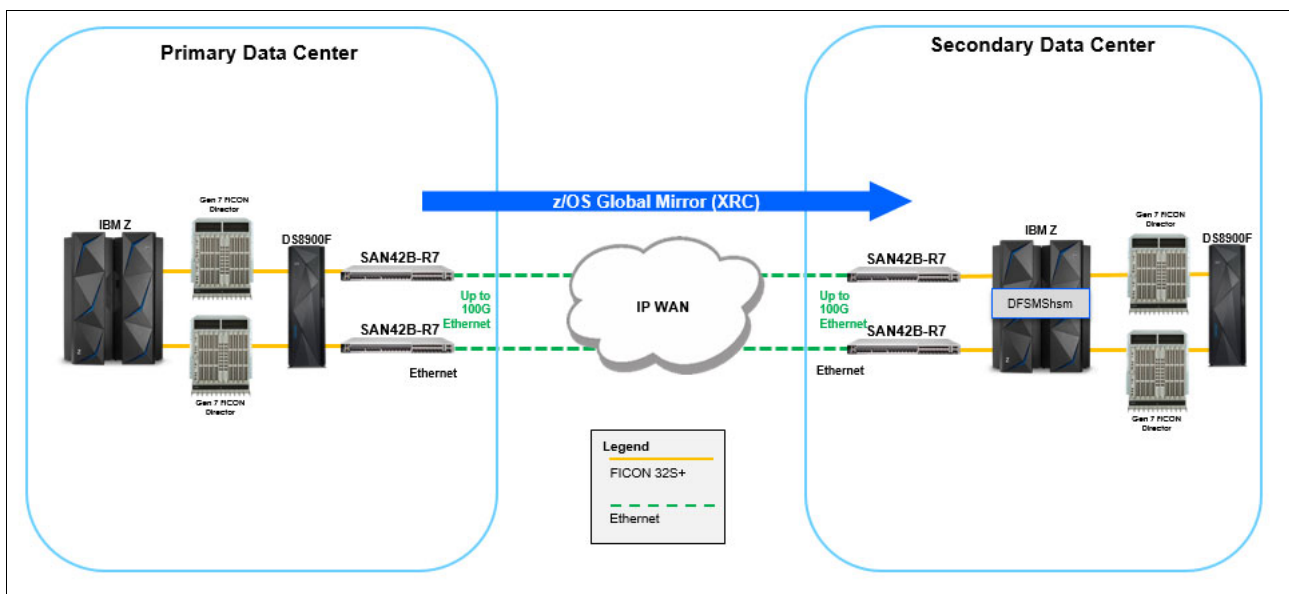 Primary Data Center
Secondary Data Center
z/OS Global Mirror (XRC)
Gen 7 FICON
Director
IBM Z
DS8900F
SAN42B-R7
Up to
100G
Ethernet
SAN42B-R7
Ethernet
Gen 7 FICON
Director
IP WAN
SAN42B-R7
Up to
100G
Ethernet
SAN42B-R7
Ethernet
IBM Z
DFSMShsm
Gen 7 FICON
Director
DS8900F
Gen 7 FICON
Director
Legend
FICON 32S+
Ethernet